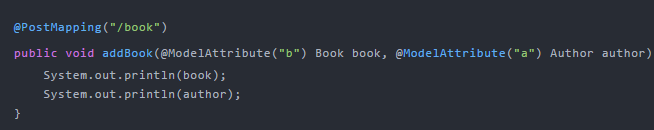 @PostMapping("/book")
public void addBook(@ModelAttribute("b") Book book, @ModelAttribute("a") Author author)
    System.out.println(book);
    System.out.println(author);
}